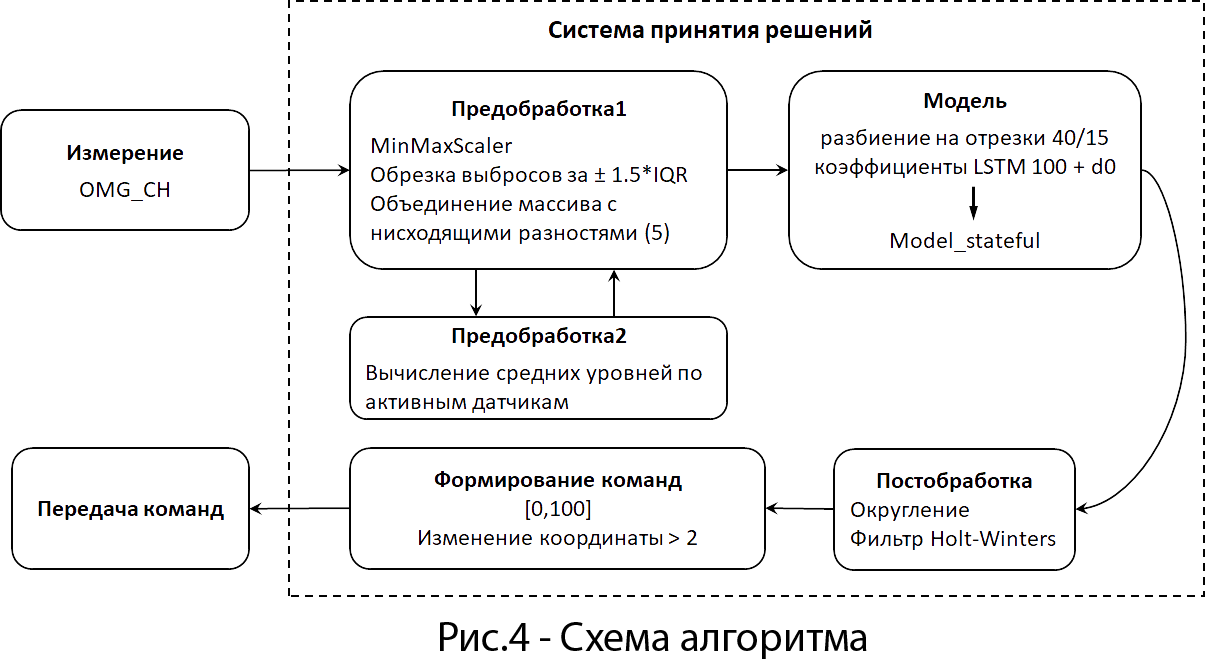 Система принятия решений
Измерение
OMG_CH
Предобработка1
MinMaxScaler
Обрезка выбросов за ± 1.5*IQR
Объединение массива с
нисходящими разностями (5)
Модель
разбиение на отрезки 40/15
коэффициенты LSTM 100 + d0
Model_stateful
Предобработка2
Вычисление средних уровней по
активным датчикам
Передача команд
Формирование команд
[0,100]
Изменение координаты > 2
Постобработка
Округление
Фильтр Holt-Winters
Рис.4 - Схема алгоритма